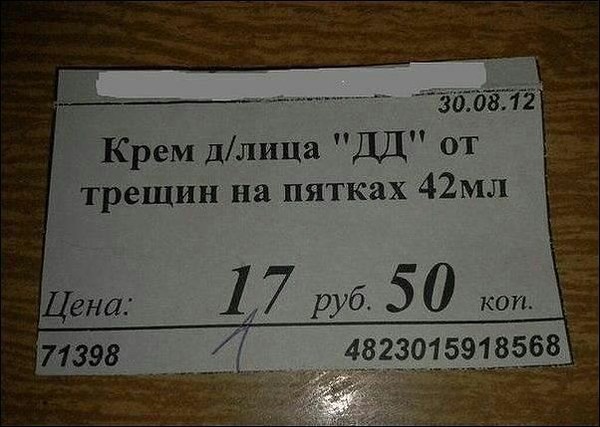 30.08.12
Крем д/лица "ДД" от
трещин на пятках 42мл
Цена: 17 руб. 50 коп.
71398 4823015918568